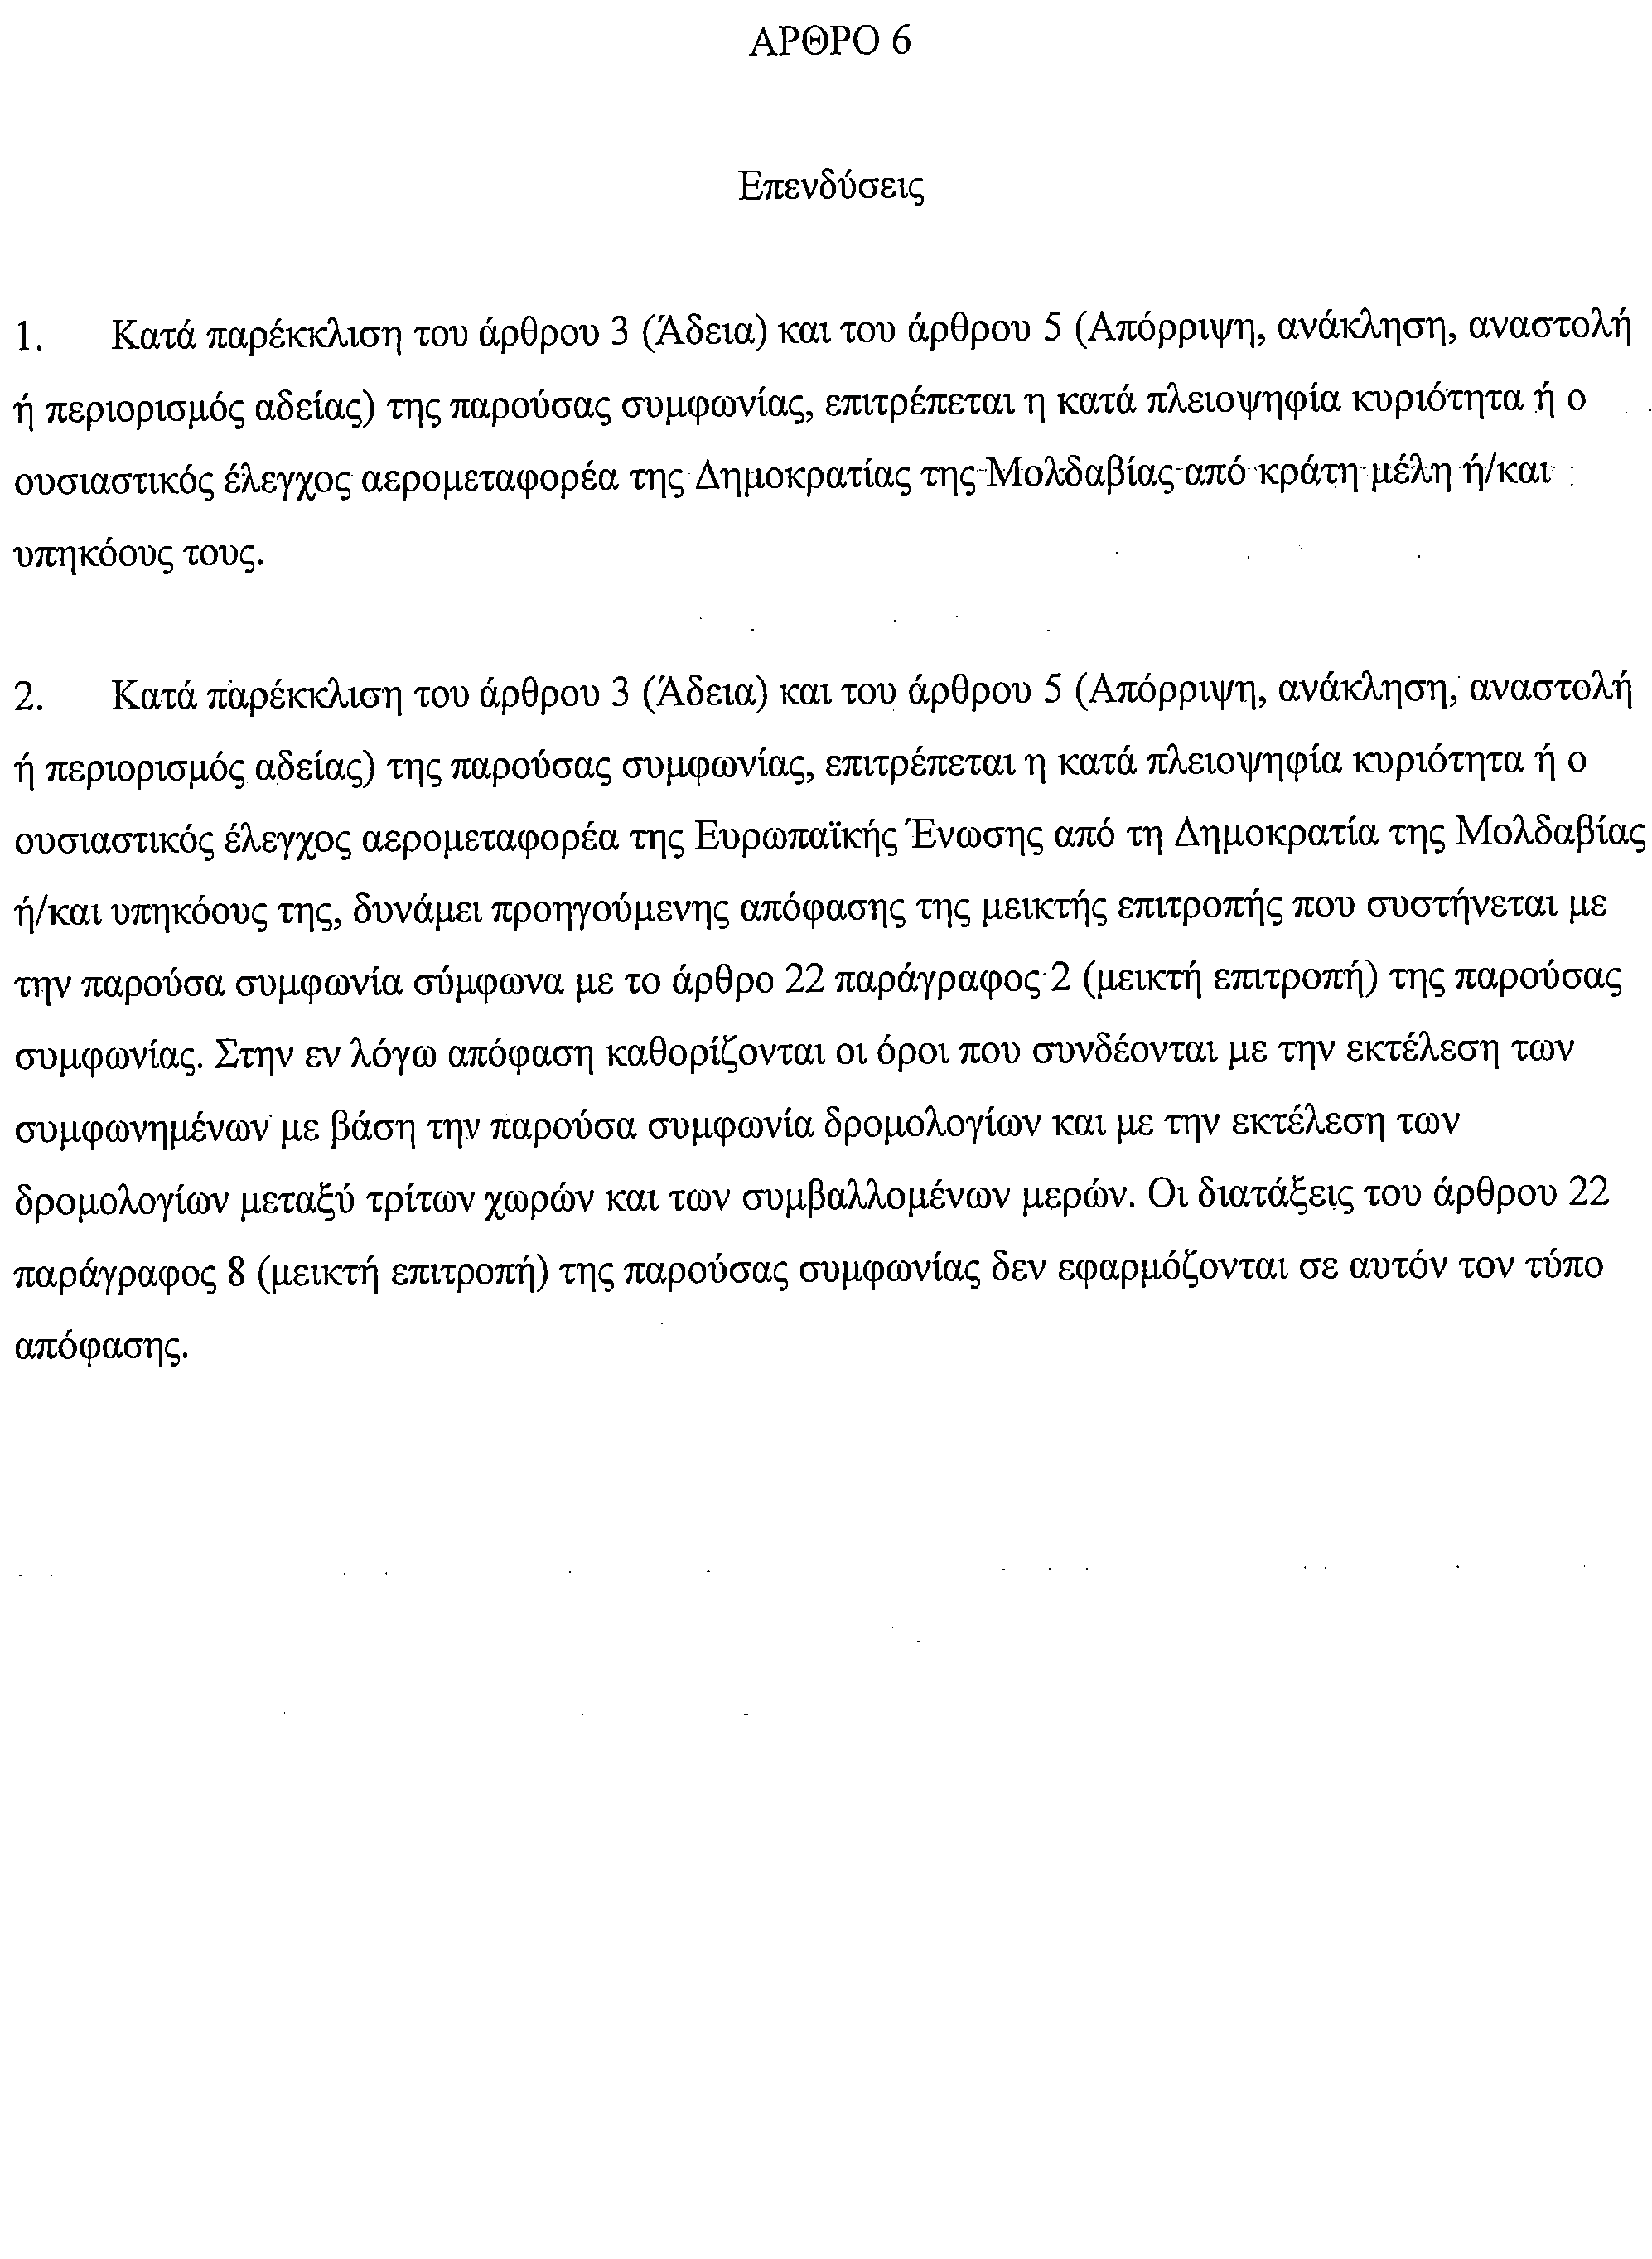 ΑΡΘΡΟ 6
Επενδύσεις
1. Κατά παρέκκλιση του άρθρου 3 (Άδεια) και του άρθρου 5 (Απόρριψη, ανάκληση, αναστολή
ή περιορισμός αδείας) της παρούσας συμφωνίας, επιτρέπεται η κατά πλειοψηφία κυριότητα ή ο
ουσιαστικός έλεγχος αερομεταφορέα της Δημοκρατίας της Μολδαβίας από κράτη μέλη ή/και
υπηκόους τους.
2. Κατά παρέκκλιση του άρθρου 3 (Άδεια) και του άρθρου 5 (Απόρριψη, ανάκληση, αναστολή
ή περιορισμός αδείας) της παρούσας συμφωνίας, επιτρέπεται η κατά πλειοψηφία κυριότητα ή ο
ουσιαστικός έλεγχος αερομεταφορέα της Ευρωπαϊκής Ένωσης από τη Δημοκρατία της Μολδαβίας
ή/και υπηκόους της, δυνάμει προηγούμενης απόφασης της μεικτής επιτροπής που συστήνεται με
την παρούσα συμφωνία σύμφωνα με το άρθρο 22 παράγραφος 2 (μεικτή επιτροπή) της παρούσας
συμφωνίας. Στην εν λόγω απόφαση καθορίζονται οι όροι που συνδέονται με την εκτέλεση των
συμφωνημένων με βάση την παρούσα συμφωνία δρομολογίων και με την εκτέλεση των
δρομολογίων μεταξύ τρίτων χωρών και των συμβαλλομένων μερών. Οι διατάξεις του άρθρου 22
παράγραφος 8 (μεικτή επιτροπή) της παρούσας συμφωνίας δεν εφαρμόζονται σε αυτόν τον τύπο
απόφασης.